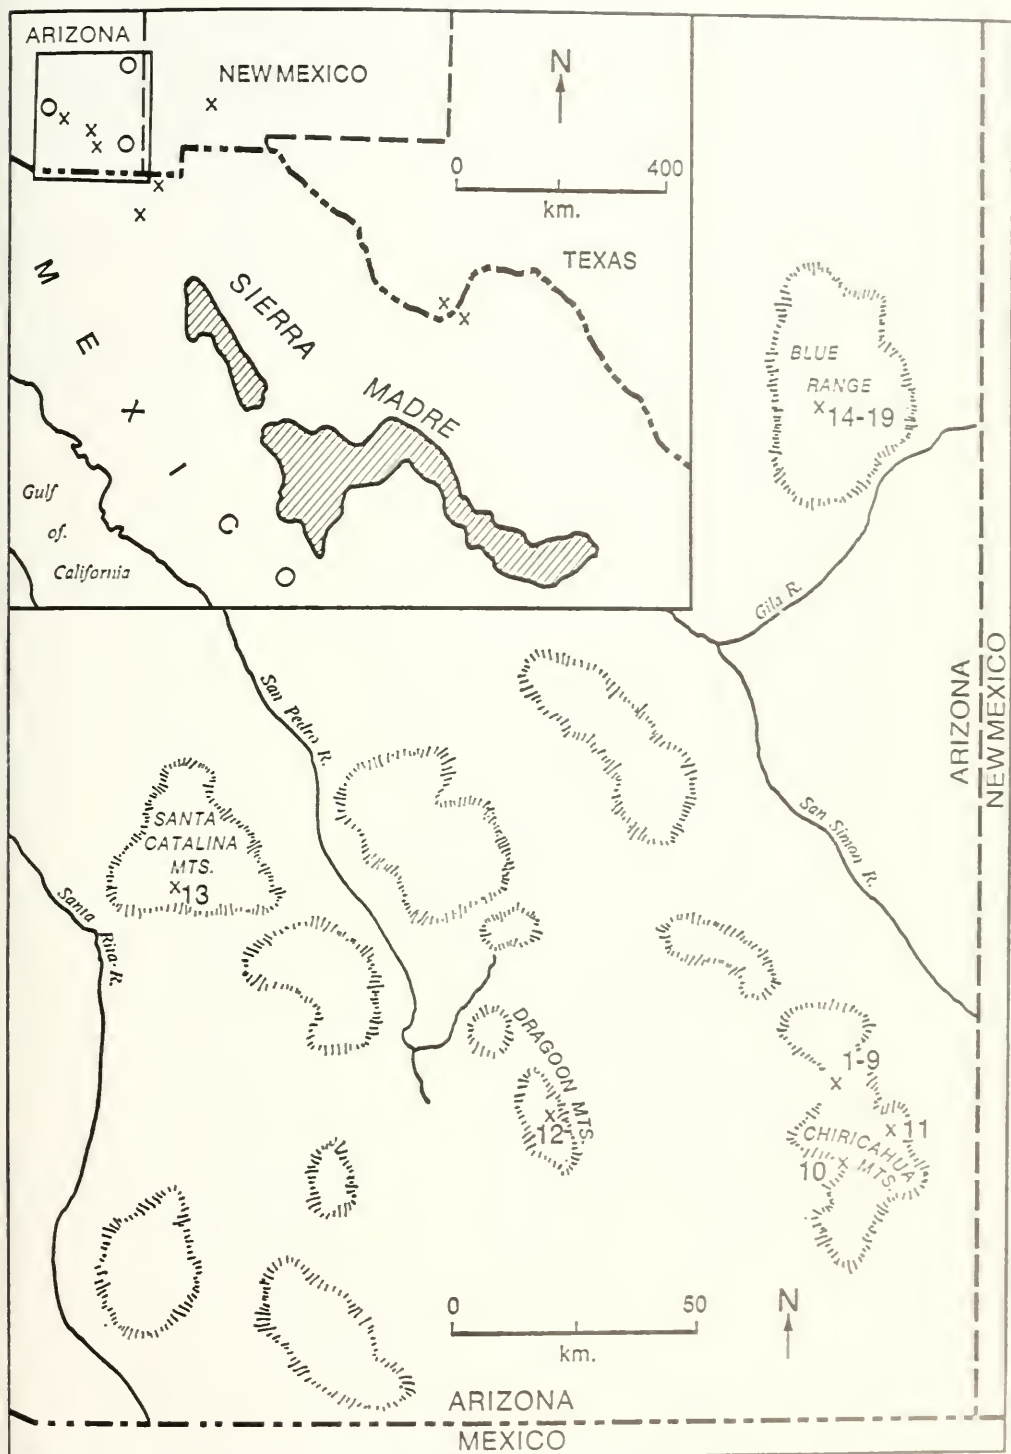 ARIZONA
NEW MEXICO
N
0 400
km.
TEXAS
MEXICO
SIERRA
MADRE
Gulf
of.
California
BLUE
RANGE
x 14-19
Gila R.
San Pedro R.
ARIZONA
NEW MEXICO
San Simon R.
SANTA
CATALINA
MTS.
x 13
Santa Rita R.
DRAGOON MTS.
12
1-9
x
x 11
CHIRICAHUA
MTS.
10 x
0 50
km.
N
ARIZONA
MEXICO